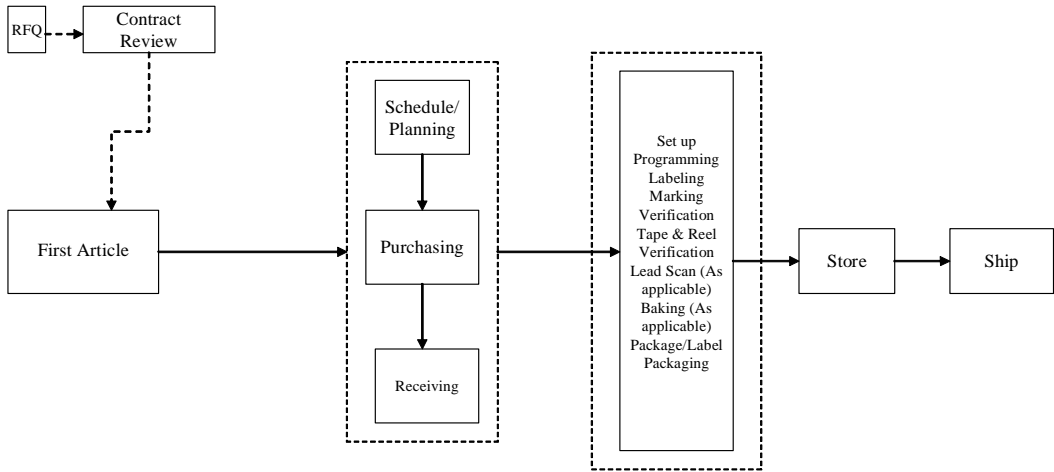 RFQ
Contract
Review
First Article
Schedule/
Planning
Purchasing
Receiving
Set up
Programming
Labeling
Marking
Verification
Tape & Reel
Verification
Lead Scan (As
applicable)
Baking (As
applicable)
Package/Label
Packaging
Store
Ship